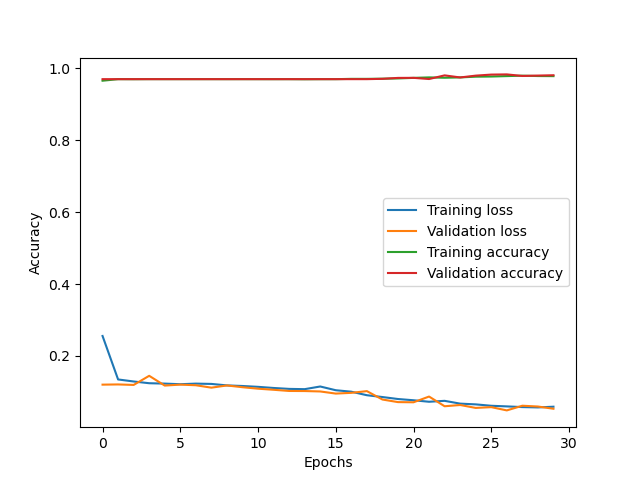 1.0
0.8
0.6
0.4
0.2
Accuracy
0 5 10 15 20 25 30
Epochs
Training loss
Validation loss
Training accuracy
Validation accuracy